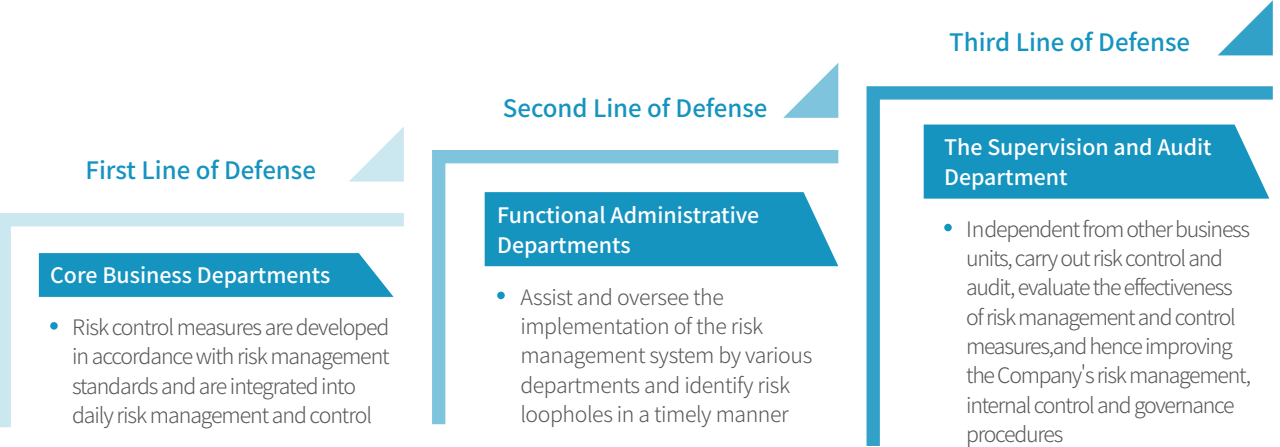 First Line of Defense
Core Business Departments
• Risk control measures are developed
in accordance with risk management
standards and are integrated into
daily risk management and control
Second Line of Defense
Functional Administrative
Departments
• Assist and oversee the
implementation of the risk
management system by various
departments and identify risk
loopholes in a timely manner
Third Line of Defense
The Supervision and Audit
Department
• Independent from other business
units, carry out risk control and
audit, evaluate the effectiveness
of risk management and control
measures,and hence improving
the Company's risk management,
internal control and governance
procedures